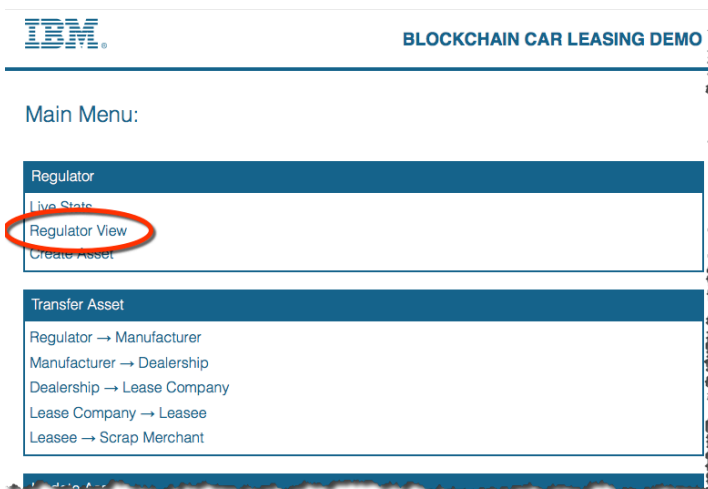 IBM®
BLOCKCHAIN CAR LEASING DEMO
Main Menu:
Regulator
Live Stats
Regulator View
Create Asset
Transfer Asset
Regulator → Manufacturer
Manufacturer → Dealership
Dealership → Lease Company
Lease Company → Leasee
Leasee → Scrap Merchant